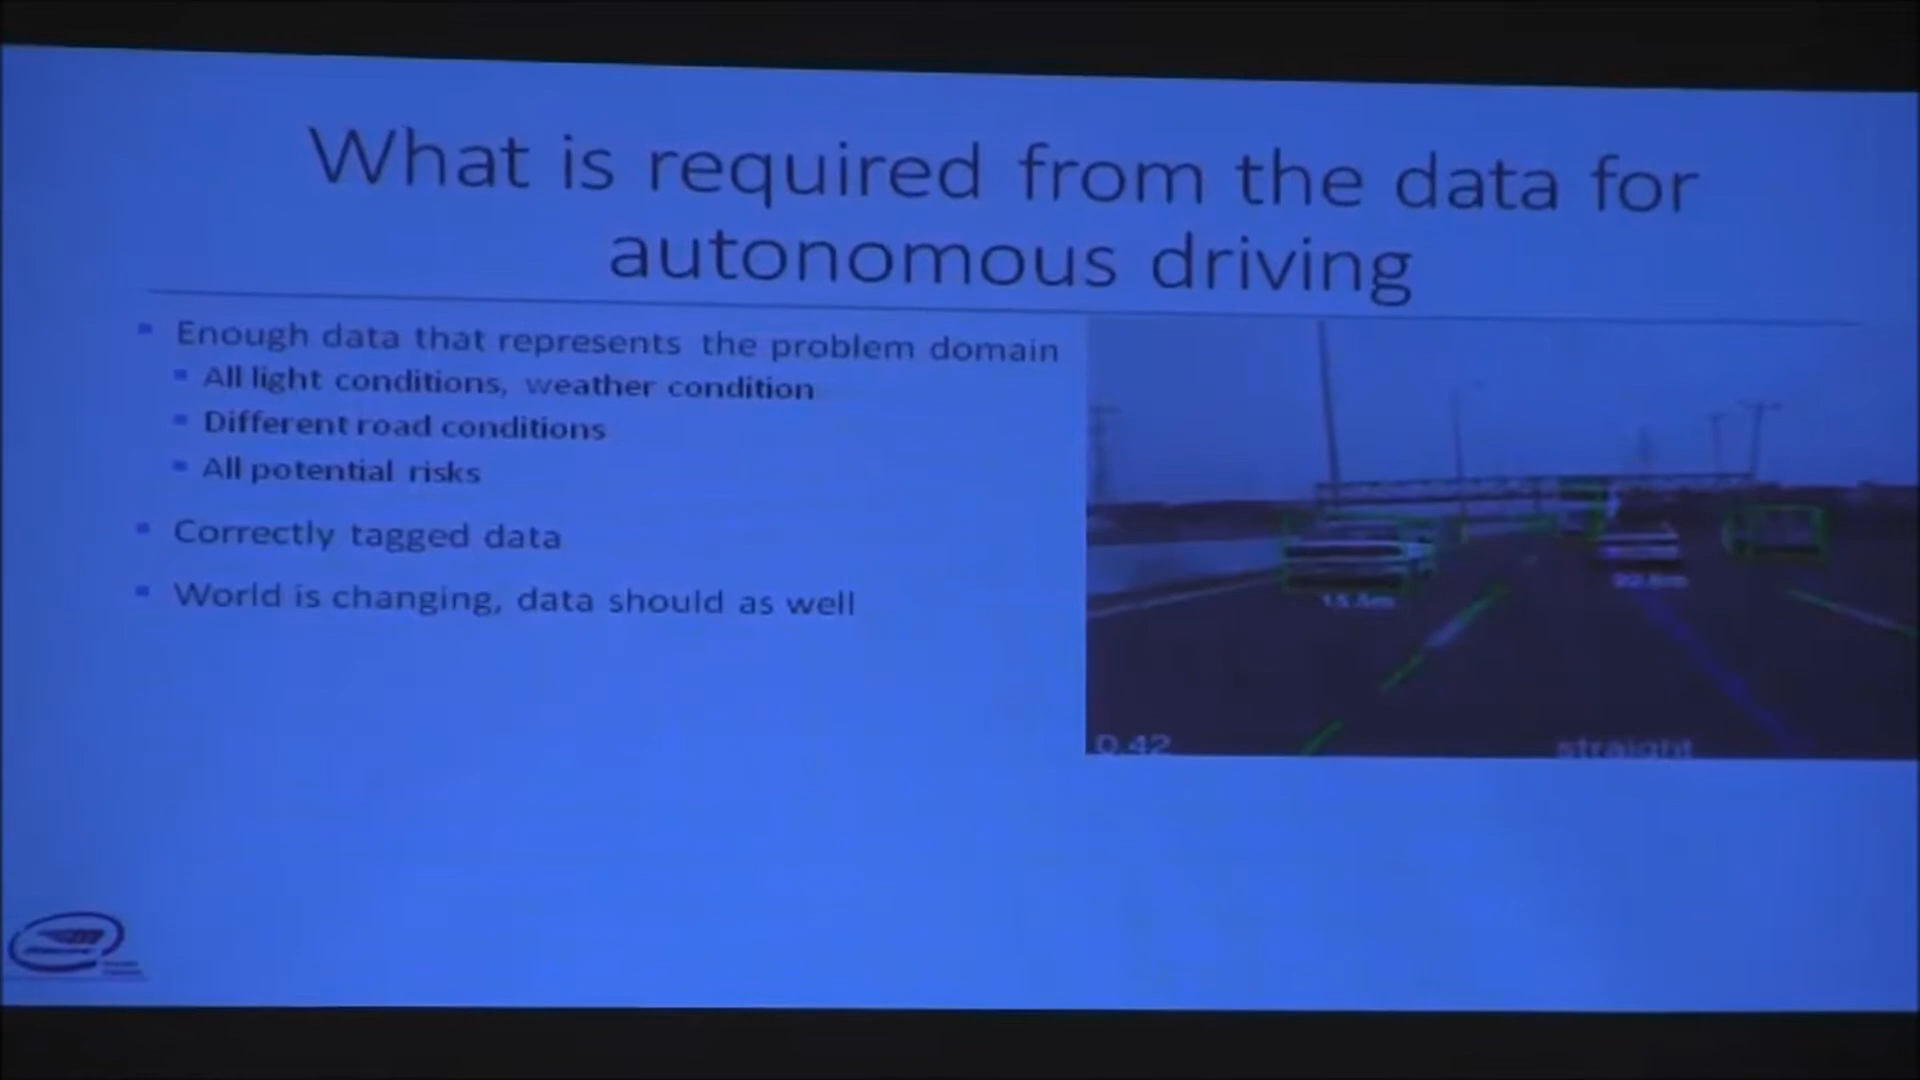 What is required from the data for
autonomous driving
Enough data that represents the problem domain
All light conditions, weather condition
Different road conditions
All potential risks
Correctly tagged data
World is changing, data should as well
0.42
straight